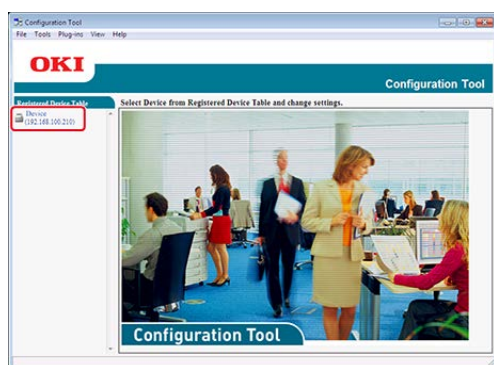 Configuration Tool
File Tools Plug-ins View Help
OKI
Configuration Tool
Registered Device Table
Select Device from Registered Device Table and change settings.
Device
(192.168.100.210)
Configuration Tool